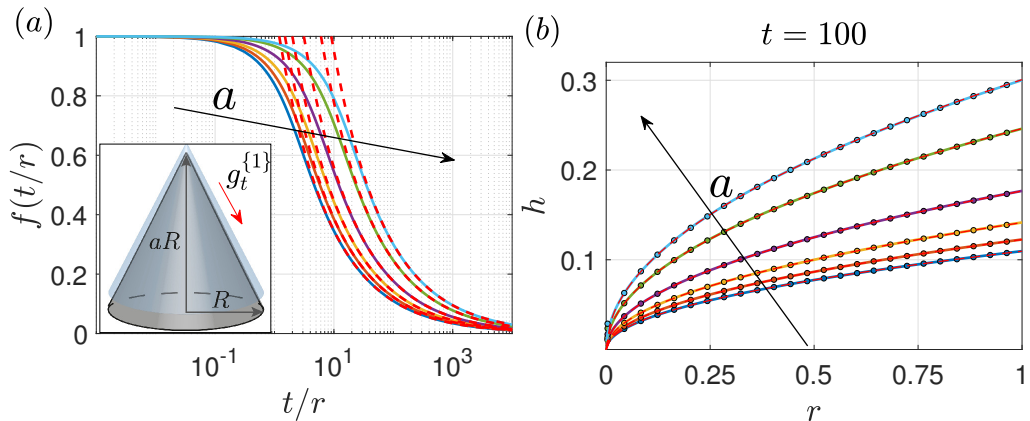 (a)
1
0.8
0.6
0.4
0.2
0
f(t/r)
a
g_t^{1}
aR
R
10^-1
10^1
10^3
t/r
(b)
t = 100
0.3
0.2
0.1
h
a
0
0.25
0.5
0.75
1
r